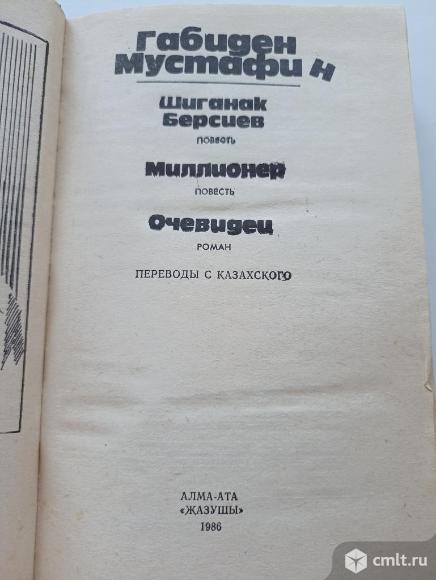 Габиден
Мустафин
Шиганак
Берсиев
ПОВЕСТЬ
Миллионер
ПОВЕСТЬ
Очевидец
РОМАН
ПЕРЕВОДЫ С КАЗАХСКОГО
АЛМА-АТА
«ЖАЗУШЫ»
1986
cmlt.ru